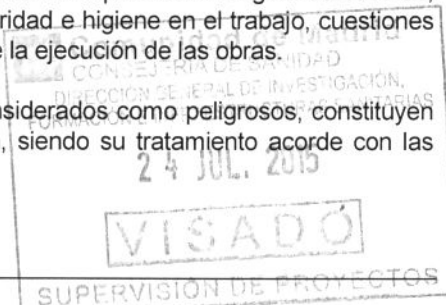 ridad e higiene en el trabajo, cuestiones
la ejecución de las obras.
Comunidad de Madrid
CONSEJERÍA DE SANIDAD
DIRECCIÓN GENERAL DE INVESTIGACIÓN,
nsiderados como peligrosos, constituyen
, siendo su tratamiento acorde con las
24 JUL. 2015
VISADO
SUPERVISIÓN DE PROYECTOS